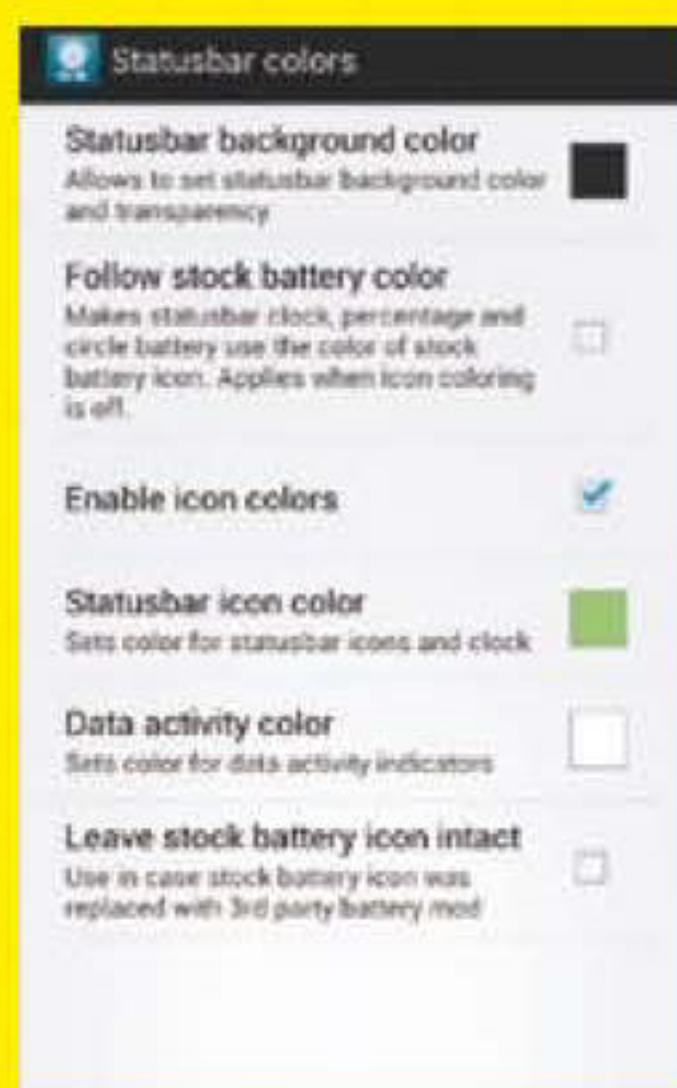 Statusbar colors
Statusbar background color
Allows to set statusbar background color
and transparency
Follow stock battery color
Makes statusbar clock, percentage and
circle battery use the color of stock
battery icon. Applies when icon coloring
is off.
Enable icon colors
Statusbar icon color
Sets color for statusbar icons and clock
Data activity color
Sets color for data activity indicators
Leave stock battery icon intact
Use in case stock battery icon was
replaced with 3rd party battery mod